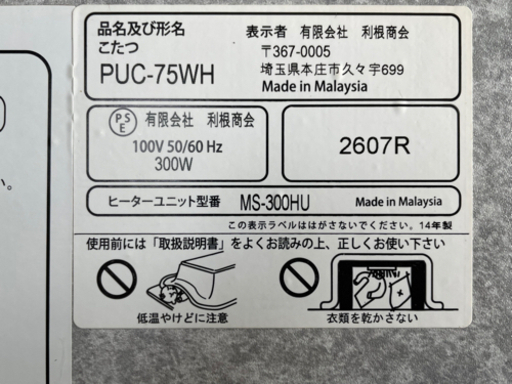 品名及び形名
こたつ
PUC-75WH
表示者 有限会社 利根商会
〒367-0005
埼玉県本庄市久々宇699
Made in Malaysia
PSE 有限会社 利根商会
100V 50/60 Hz
300W
2607R
ヒーターユニット型番 MS-300HU Made in Malaysia
この表示ラベルははがさないでください。14年製
使用前には「取扱説明書」をよくお読みの上、正しくお使い下さい
低温やけどに注意
衣類を乾かさない
い。